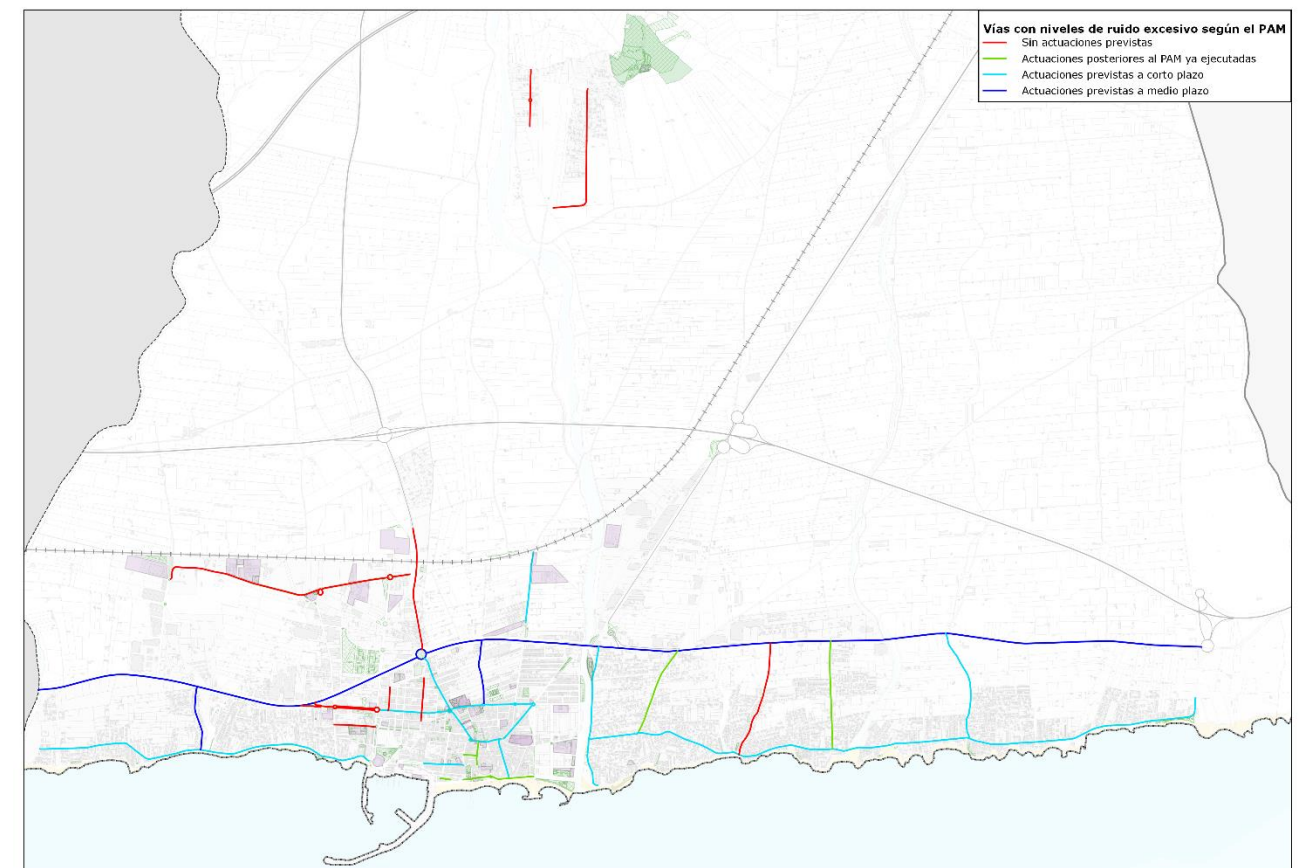 Vías con niveles de ruido excesivo según el PAM
Sin actuaciones previstas
Actuaciones posteriores al PAM ya ejecutadas
Actuaciones previstas a corto plazo
Actuaciones previstas a medio plazo